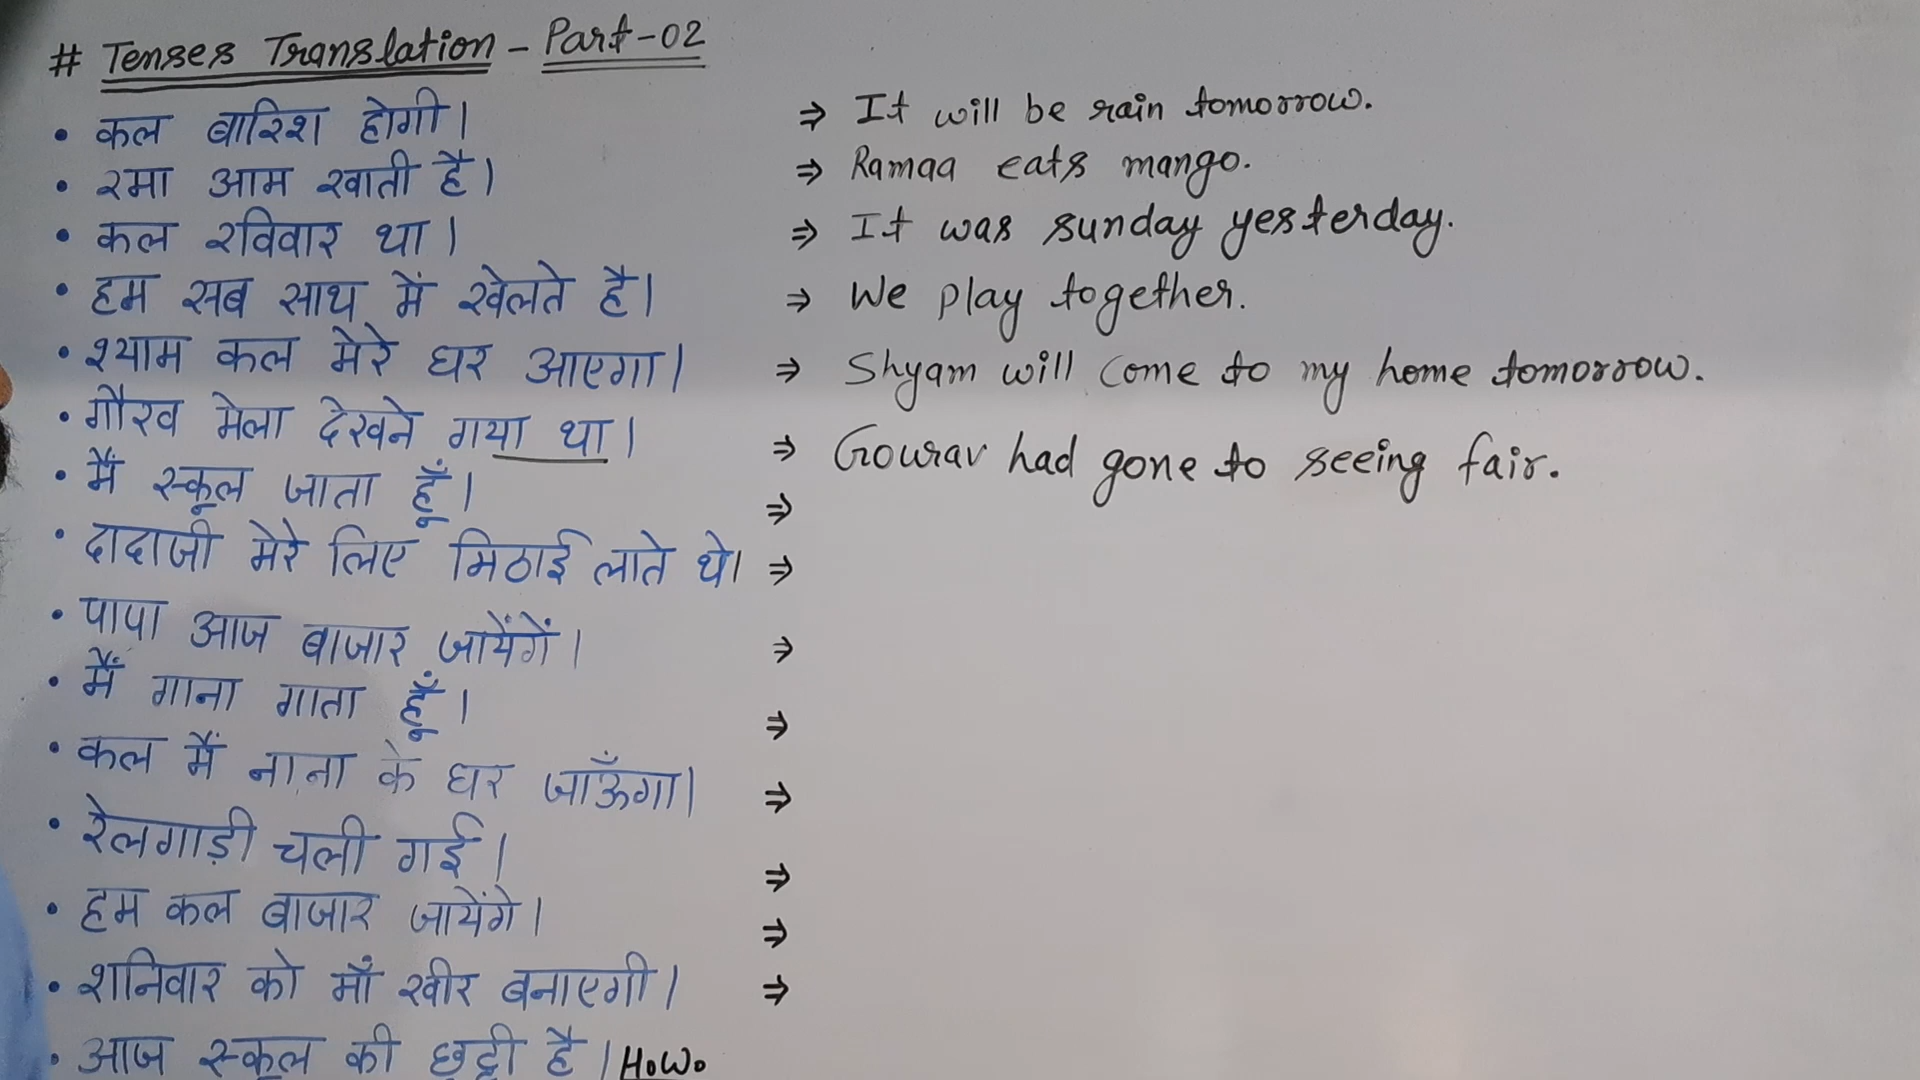 # Tenses Translation - Part-02
• कल बारिश होगी। ⇒ It will be rain tomorrow.
• रमा आम खाती है। ⇒ Ramaa eats mango.
• कल रविवार था। ⇒ It was sunday yesterday.
• हम सब साथ में खेलते है। ⇒ We play together.
• श्याम कल मेरे घर आएगा। ⇒ Shyam will come to my home tomorrow.
• गौरव मेला देखने गया था। ⇒ Gourav had gone to seeing fair.
• मैं स्कूल जाता हूँ। ⇒
• दादाजी मेरे लिए मिठाई लाते थे। ⇒
• पापा आज बाजार जायेंगें। ⇒
• मैं गाना गाता हूँ। ⇒
• कल मैं नाना के घर जाऊँगा। ⇒
• रेलगाड़ी चली गई। ⇒
• हम कल बाजार जायेंगे। ⇒
• शनिवार को माँ खीर बनाएगी। ⇒
• आज स्कूल की छुट्टी है। H.W.